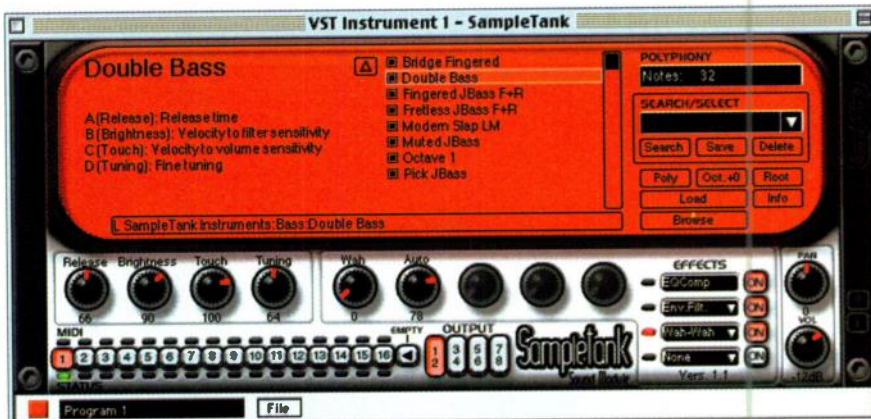 VST Instrument 1 - SampleTank
Double Bass
A (Release): Release time
B (Brightness): Velocity to filter sensitivity
C (Touch): Velocity to volume sensitivity
D (Tuning): Fine tuning
Bridge Fingered
Double Bass
Fingered JBass F+R
Fretless JBass F+R
Modern Slap LM
Muted JBass
Octave 1
Pick JBass
L SampleTank Instruments:Bass:Double Bass
POLYPHONY
Notes: 32
SEARCH/SELECT
Search Save Delete
Poly Oct.+0 Root
Load Info
Browse
Release Brightness Touch Tuning
66 90 100 64
Wah Auto
0 78
EFFECTS
EQComp ON
Env.Filt. ON
Wah-Wah ON
None ON
PAN
0
VOL
-12dB
MIDI
1 2 3 4 5 6 7 8 9 10 11 12 13 14 15 16
STATUS
EMPTY
OUTPUT
1 2 3 4 5 6 7 8
SampleTank
Sound Module
Vers. 1.1
Program 1
File